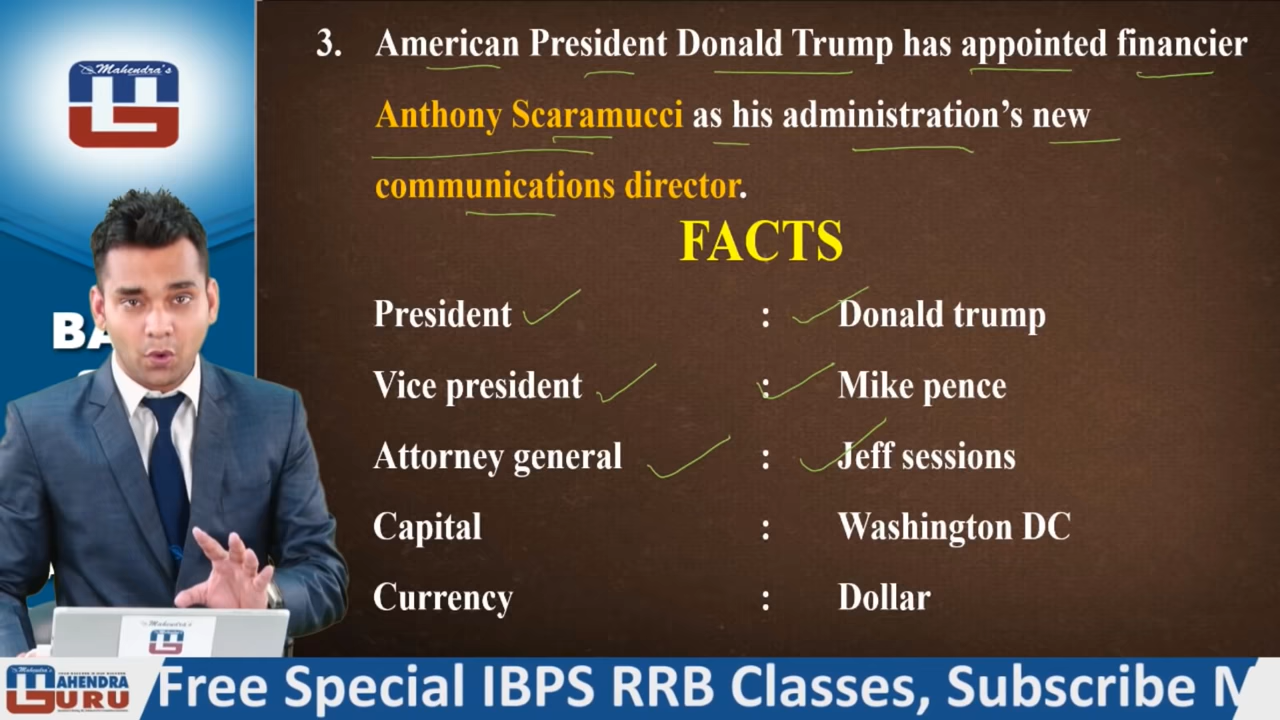 Mahendra's
3. American President Donald Trump has appointed financier
Anthony Scaramucci as his administration's new
communications director.
FACTS
BA
President : Donald trump
Vice president : Mike pence
Attorney general : Jeff sessions
Capital : Washington DC
Currency : Dollar
Mahendra's
Mahendra's
MAHENDRA
GURU
Free Special IBPS RRB Classes, Subscribe M